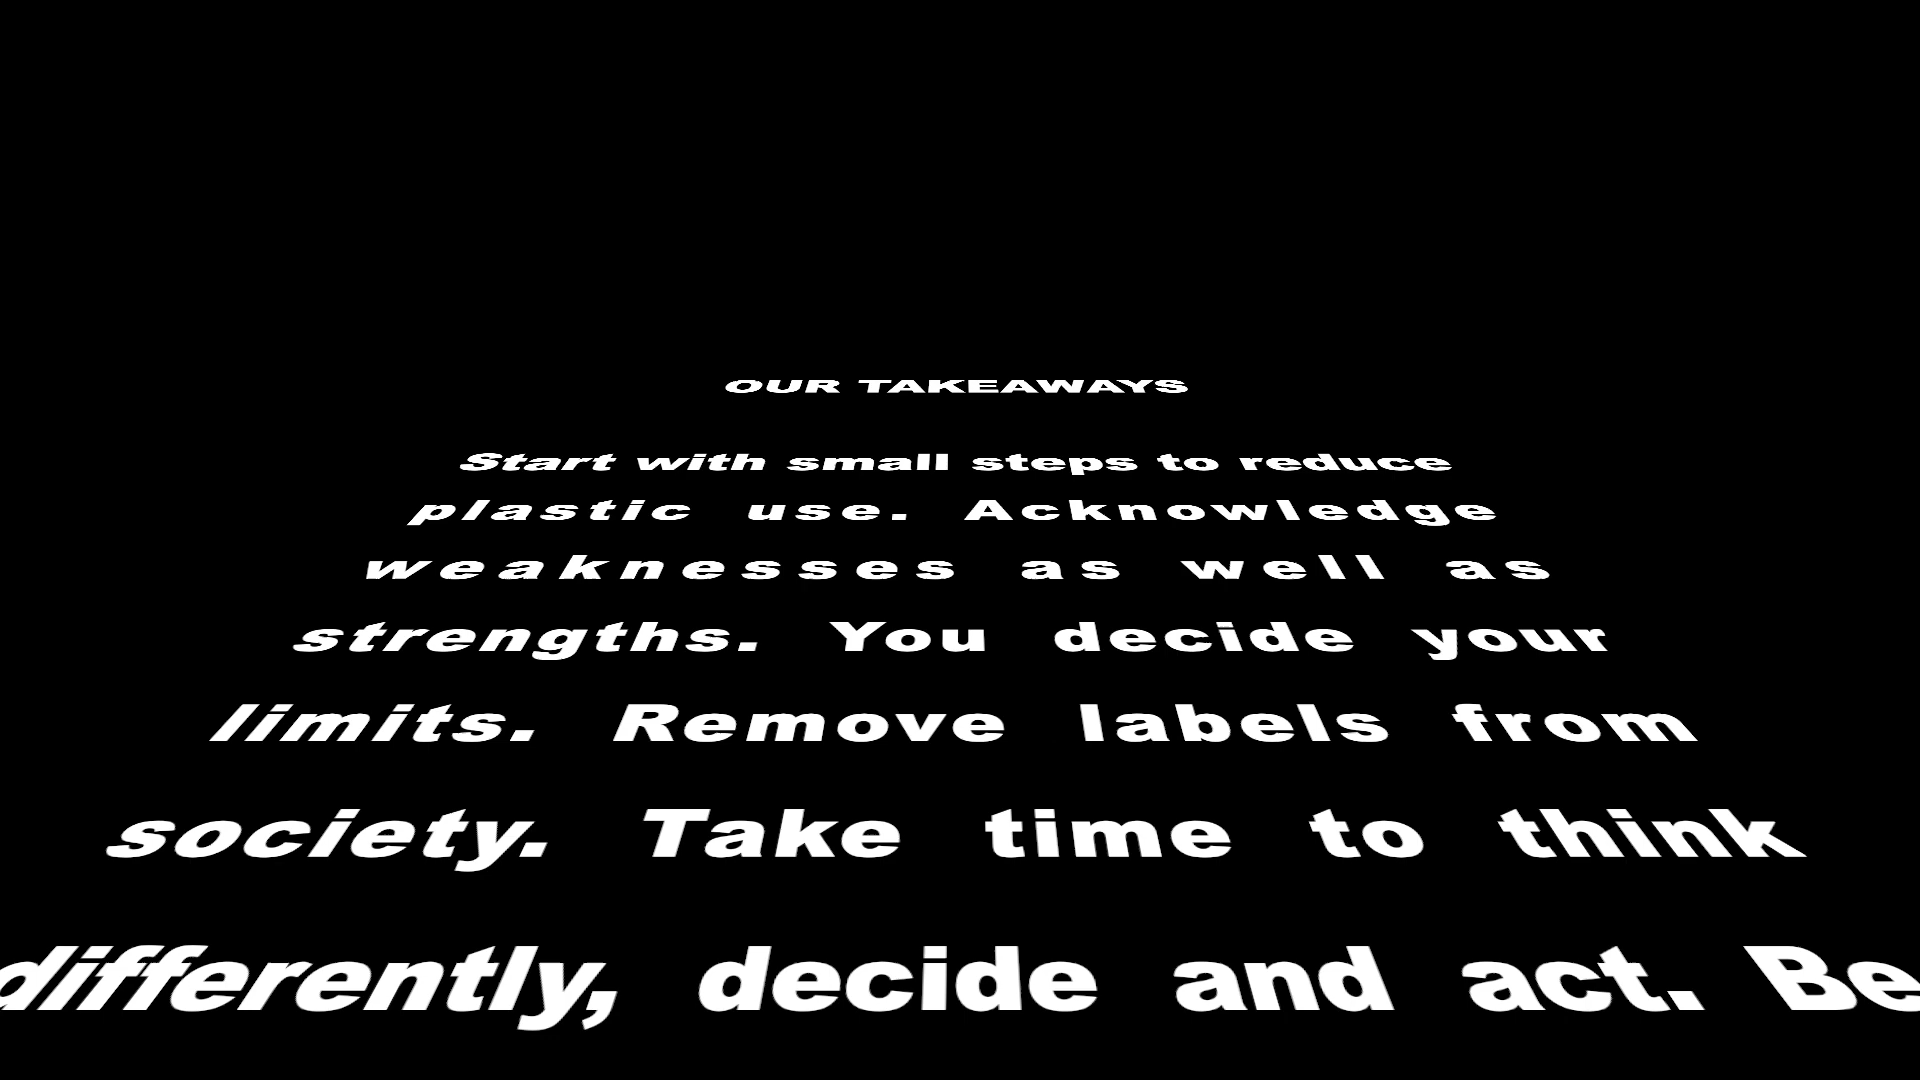 OUR TAKEAWAYS
Start with small steps to reduce
plastic use. Acknowledge
weaknesses as well as
strengths. You decide your
limits. Remove labels from
society. Take time to think
differently, decide and act. Be